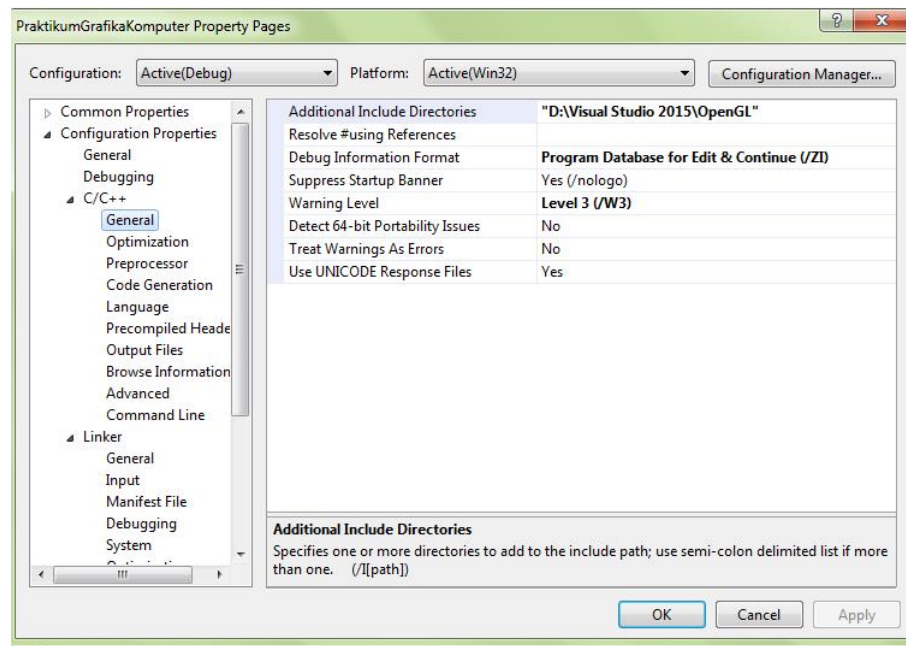 PraktikumGrafikaKomputer Property Pages
Configuration: Active(Debug) Platform: Active(Win32) Configuration Manager...
Common Properties
Configuration Properties
General
Debugging
C/C++
General
Optimization
Preprocessor
Code Generation
Language
Precompiled Heade
Output Files
Browse Information
Advanced
Command Line
Linker
General
Input
Manifest File
Debugging
System
Additional Include Directories "D:\Visual Studio 2015\OpenGL"
Resolve #using References
Debug Information Format Program Database for Edit & Continue (/ZI)
Suppress Startup Banner Yes (/nologo)
Warning Level Level 3 (/W3)
Detect 64-bit Portability Issues No
Treat Warnings As Errors No
Use UNICODE Response Files Yes
Additional Include Directories
Specifies one or more directories to add to the include path; use semi-colon delimited list if more
than one. (/I[path])
OK Cancel Apply